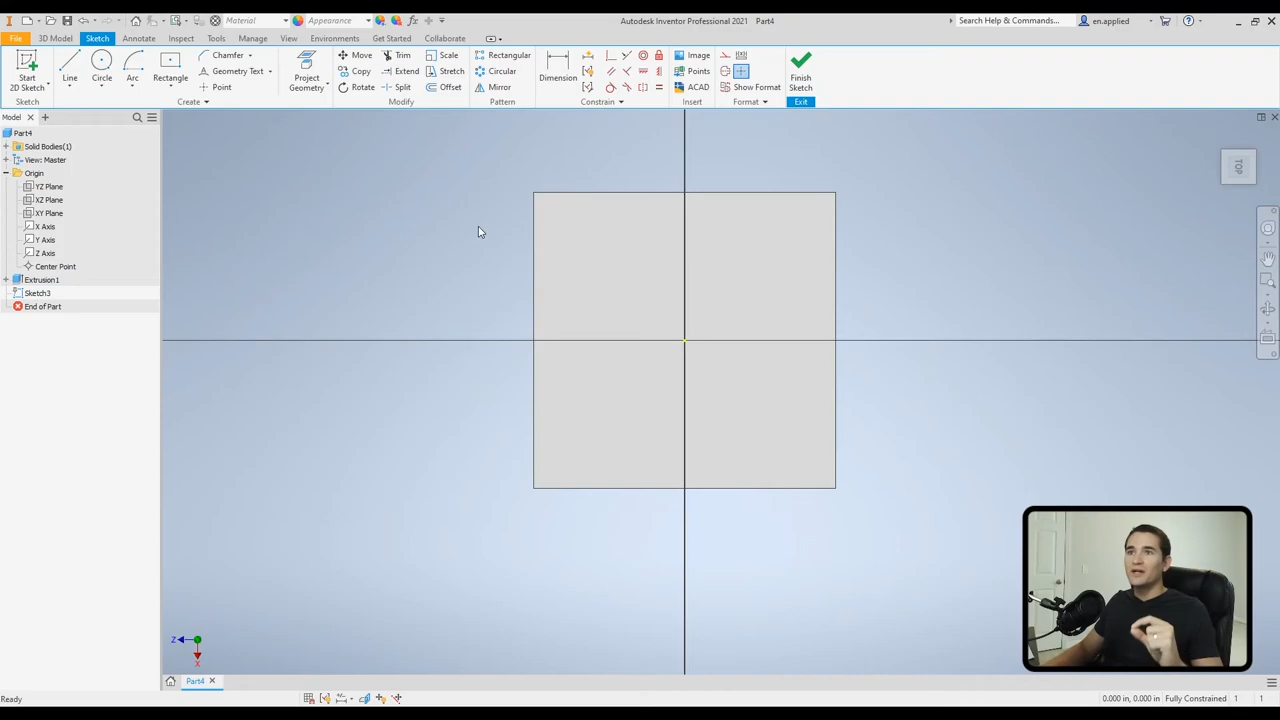 Material
Appearance
fx
Autodesk Inventor Professional 2021 Part4
Search Help & Commands...
en.applied
File
3D Model
Sketch
Annotate
Inspect
Tools
Manage
View
Environments
Get Started
Collaborate
Start
2D Sketch
Line
Circle
Arc
Rectangle
Chamfer
Geometry Text
Point
Project
Geometry
Move
Copy
Rotate
Trim
Extend
Split
Scale
Stretch
Offset
Rectangular
Circular
Mirror
Dimension
Image
Points
ACAD
Show Format
Finish
Sketch
Sketch
Create
Modify
Pattern
Constrain
Insert
Format
Exit
Model
Part4
Solid Bodies(1)
View: Master
Origin
YZ Plane
XZ Plane
XY Plane
X Axis
Y Axis
Z Axis
Center Point
Extrusion1
Sketch3
End of Part
TOP
Z
X
Part4
Ready
0.000 in, 0.000 in Fully Constrained 1 1